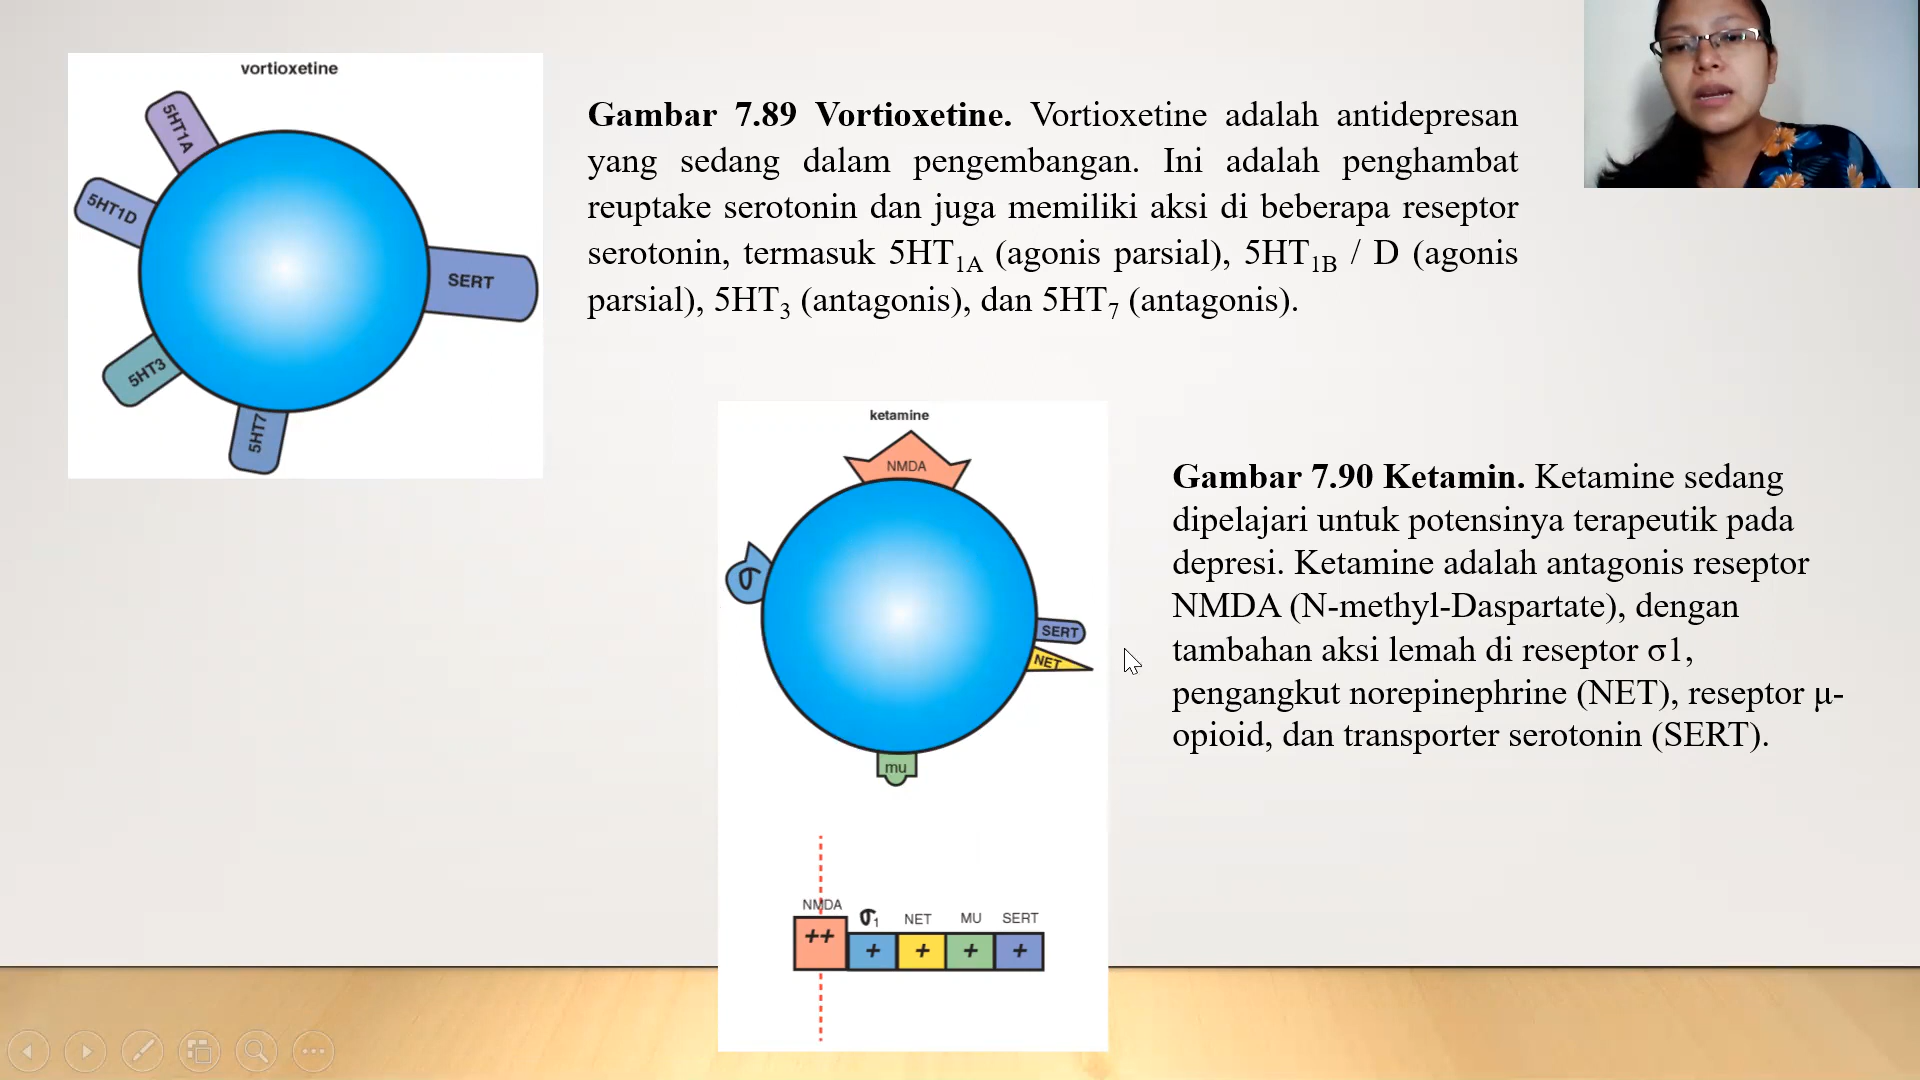 vortioxetine
5HT1A
5HT1D
5HT3
5HT7
SERT
Gambar 7.89 Vortioxetine. Vortioxetine adalah antidepresan
yang sedang dalam pengembangan. Ini adalah penghambat
reuptake serotonin dan juga memiliki aksi di beberapa reseptor
serotonin, termasuk 5HT1A (agonis parsial), 5HT1B / D (agonis
parsial), 5HT3 (antagonis), dan 5HT7 (antagonis).
ketamine
NMDA
σ
SERT
NET
mu
NMDA σ1 NET MU SERT
++ + + + +
Gambar 7.90 Ketamin. Ketamine sedang
dipelajari untuk potensinya terapeutik pada
depresi. Ketamine adalah antagonis reseptor
NMDA (N-methyl-Daspartate), dengan
tambahan aksi lemah di reseptor σ1,
pengangkut norepinephrine (NET), reseptor μ-
opioid, dan transporter serotonin (SERT).